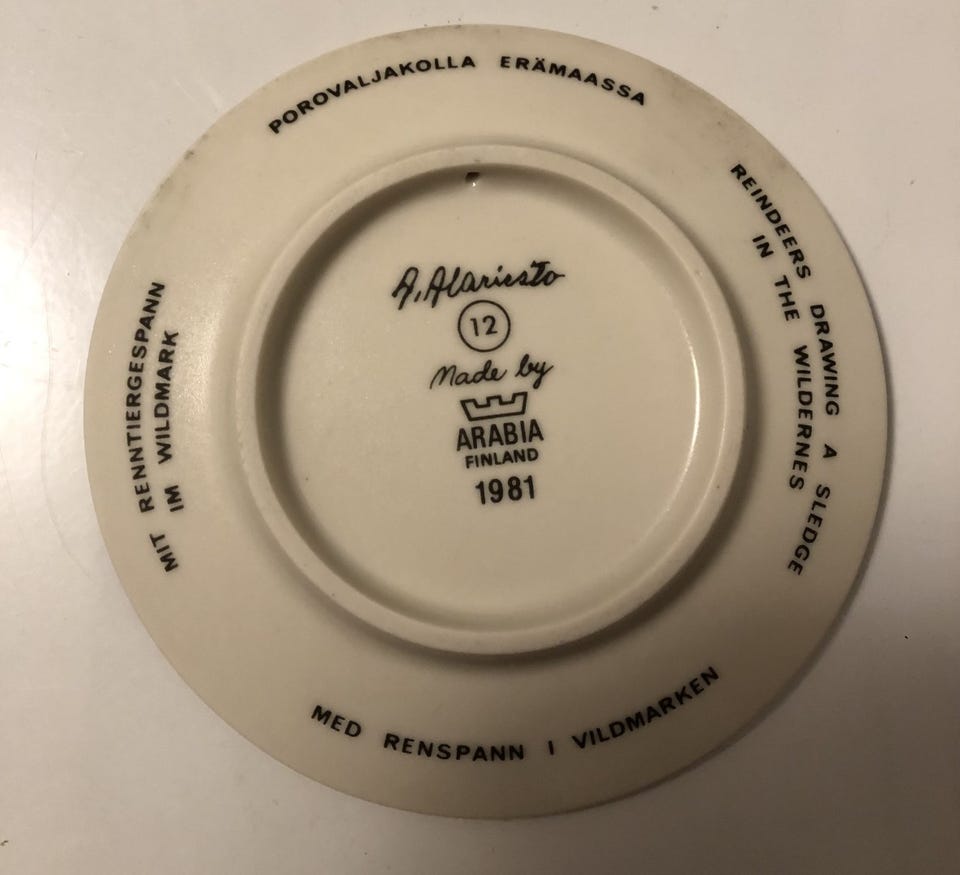 POROVALJAKOLLA ERÄMAASSA
REINDEERS DRAWING A SLEDGE
IN THE WILDERNES
MED RENSPANN I VILDMARKEN
MIT RENNTIERGESPANN
IM WILDMARK
A. Alariesto
12
Made by
ARABIA
FINLAND
1981